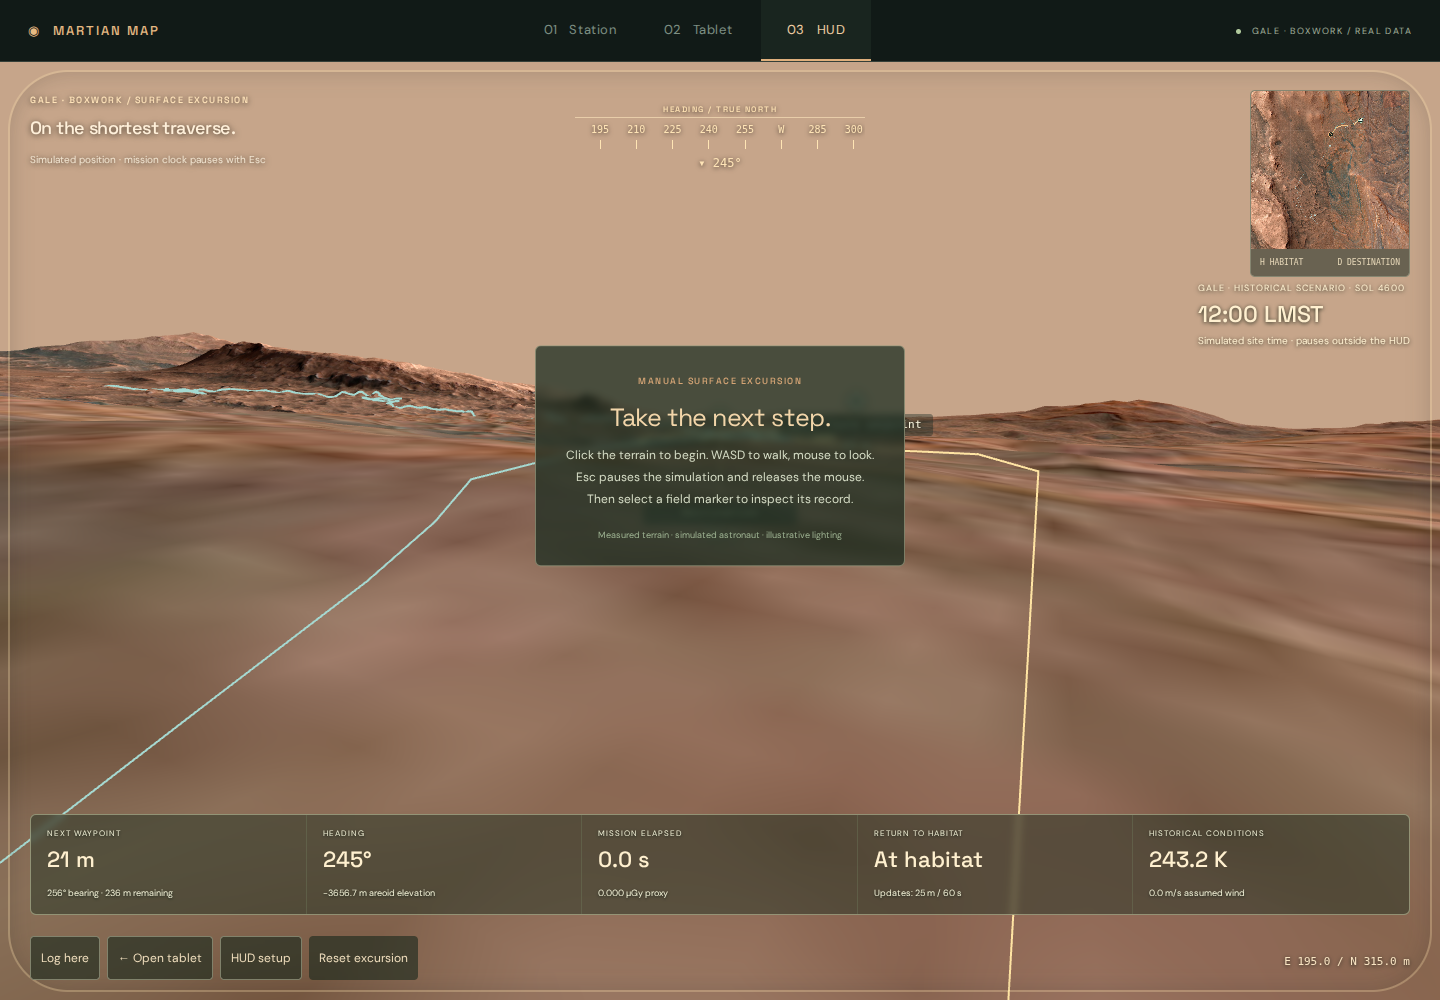 MARTIAN MAP
01 Station
02 Tablet
03 HUD
GALE · BOXWORK / REAL DATA
GALE · BOXWORK / SURFACE EXCURSION
On the shortest traverse.
Simulated position · mission clock pauses with Esc
HEADING / TRUE NORTH
195 210 225 240 255 W 285 300
▾ 245°
H HABITAT D DESTINATION
GALE · HISTORICAL SCENARIO · SOL 4600
12:00 LMST
Simulated site time · pauses outside the HUD
MANUAL SURFACE EXCURSION
Take the next step.
Click the terrain to begin. WASD to walk, mouse to look.
Esc pauses the simulation and releases the mouse.
Then select a field marker to inspect its record.
Measured terrain · simulated astronaut · illustrative lighting
NEXT WAYPOINT
21 m
256° bearing · 236 m remaining
HEADING
245°
-3656.7 m areoid elevation
MISSION ELAPSED
0.0 s
0.000 µGy proxy
RETURN TO HABITAT
At habitat
Updates: 25 m / 60 s
HISTORICAL CONDITIONS
243.2 K
0.0 m/s assumed wind
Log here
← Open tablet
HUD setup
Reset excursion
E 195.0 / N 315.0 m